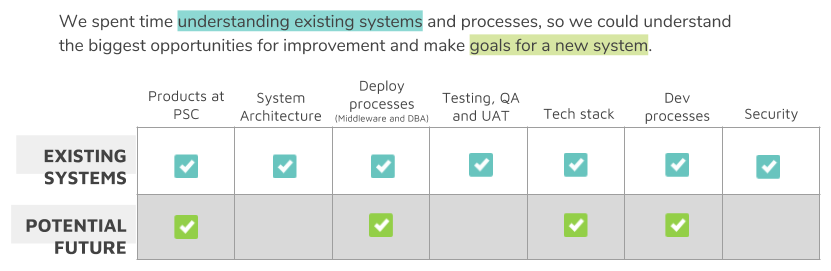 We spent time understanding existing systems and processes, so we could understand
the biggest opportunities for improvement and make goals for a new system.
Products at
PSC
System
Architecture
Deploy
processes
(Middleware and DBA)
Testing, QA
and UAT
Tech stack
Dev
processes
Security
EXISTING
SYSTEMS
POTENTIAL
FUTURE